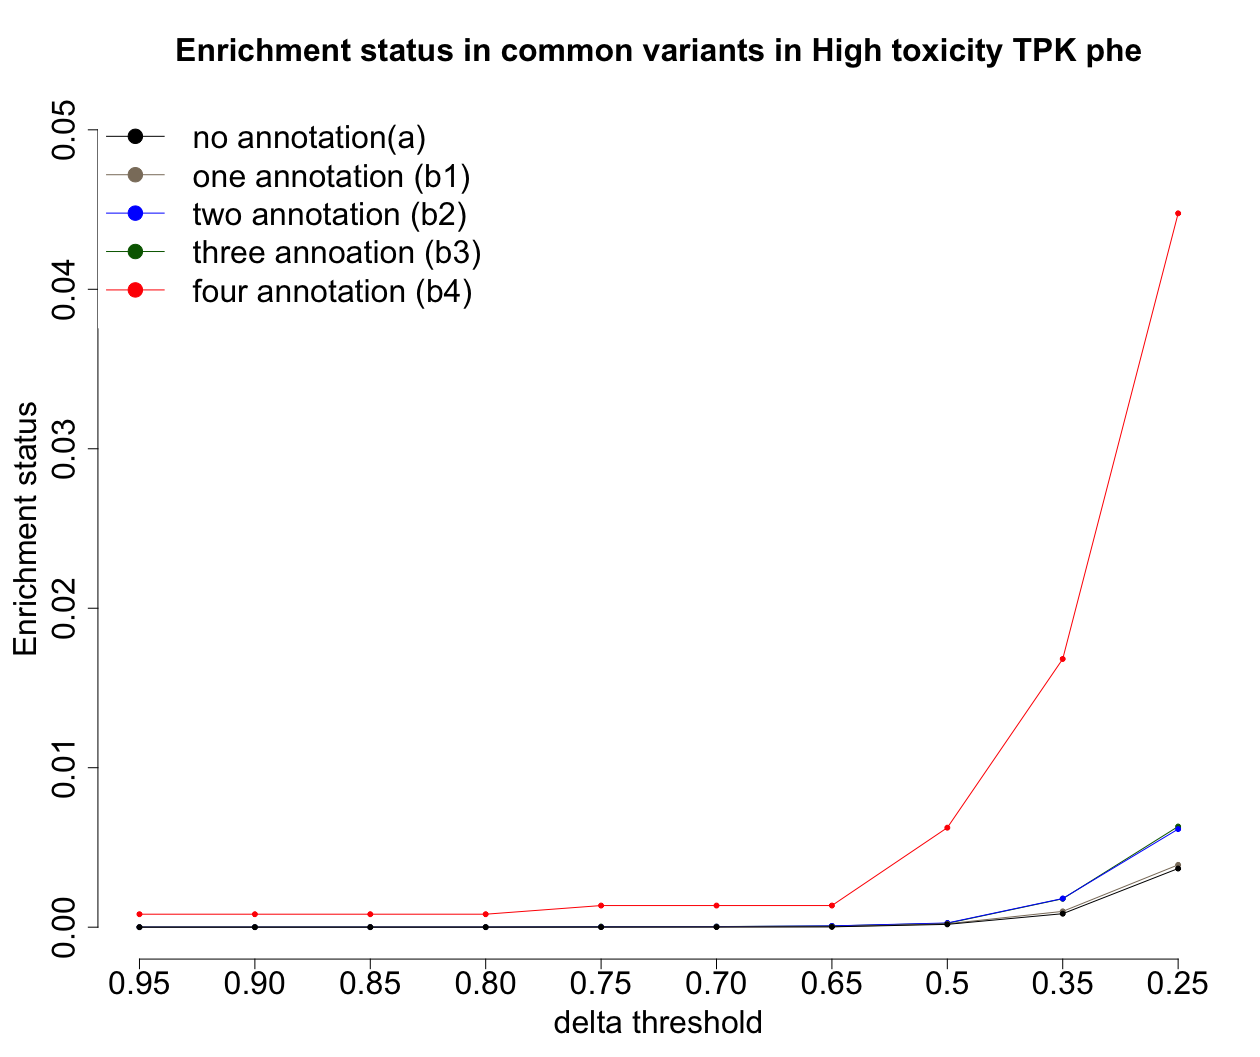 Enrichment status in common variants in High toxicity TPK phe
no annotation(a)
one annotation (b1)
two annotation (b2)
three annoation (b3)
four annotation (b4)
Enrichment status
0.05
0.04
0.03
0.02
0.01
0.00
0.95 0.90 0.85 0.80 0.75 0.70 0.65 0.5 0.35 0.25
delta threshold